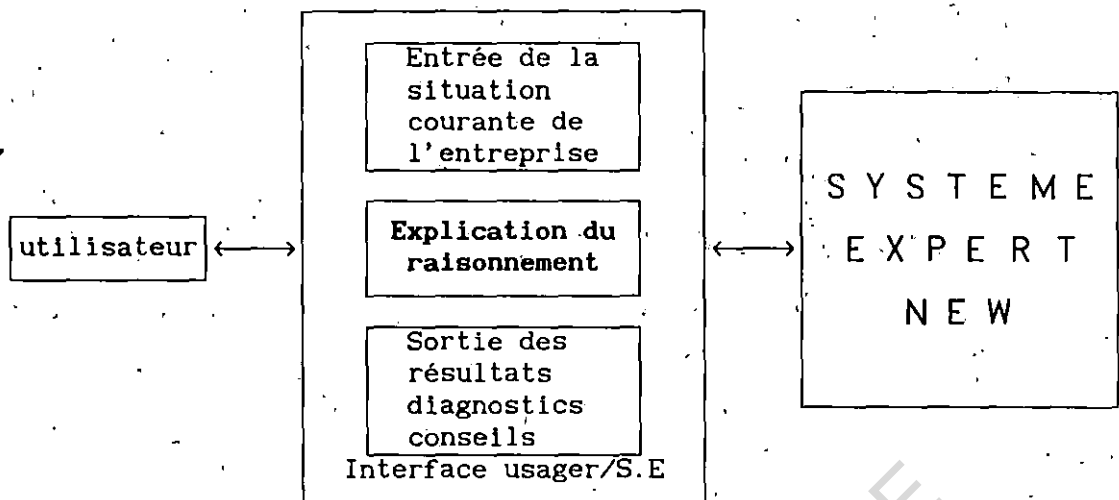 Entrée de la
situation
courante de
l'entreprise
utilisateur
Explication du
raisonnement
Sortie des
résultats
diagnostics
conseils
Interface usager/S.E
S Y S T E M E
E X P E R T
N E W